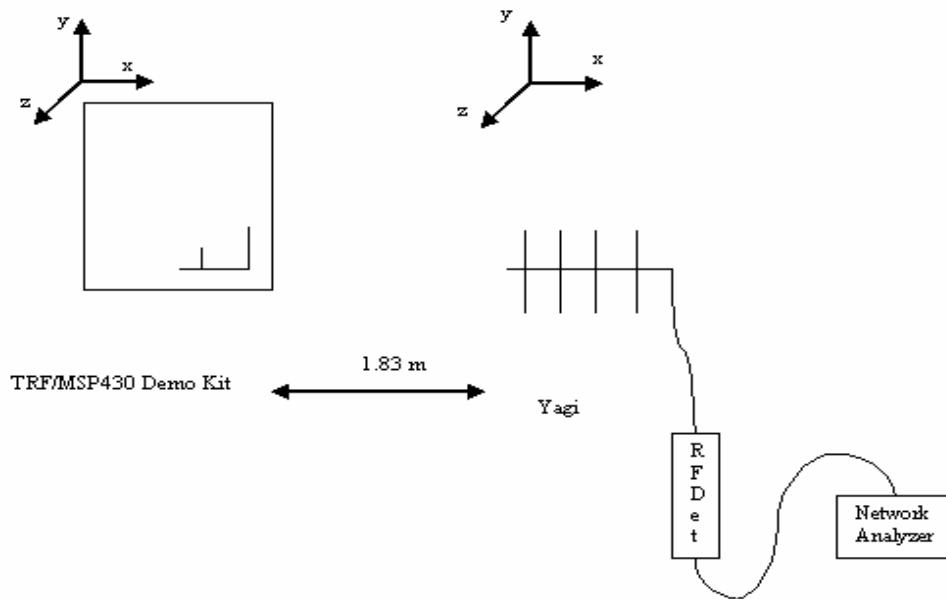 y
x
z
y
x
z
TRF/MSP430 Demo Kit
1.83 m
Yagi
R
F
D
e
t
Network
Analyzer